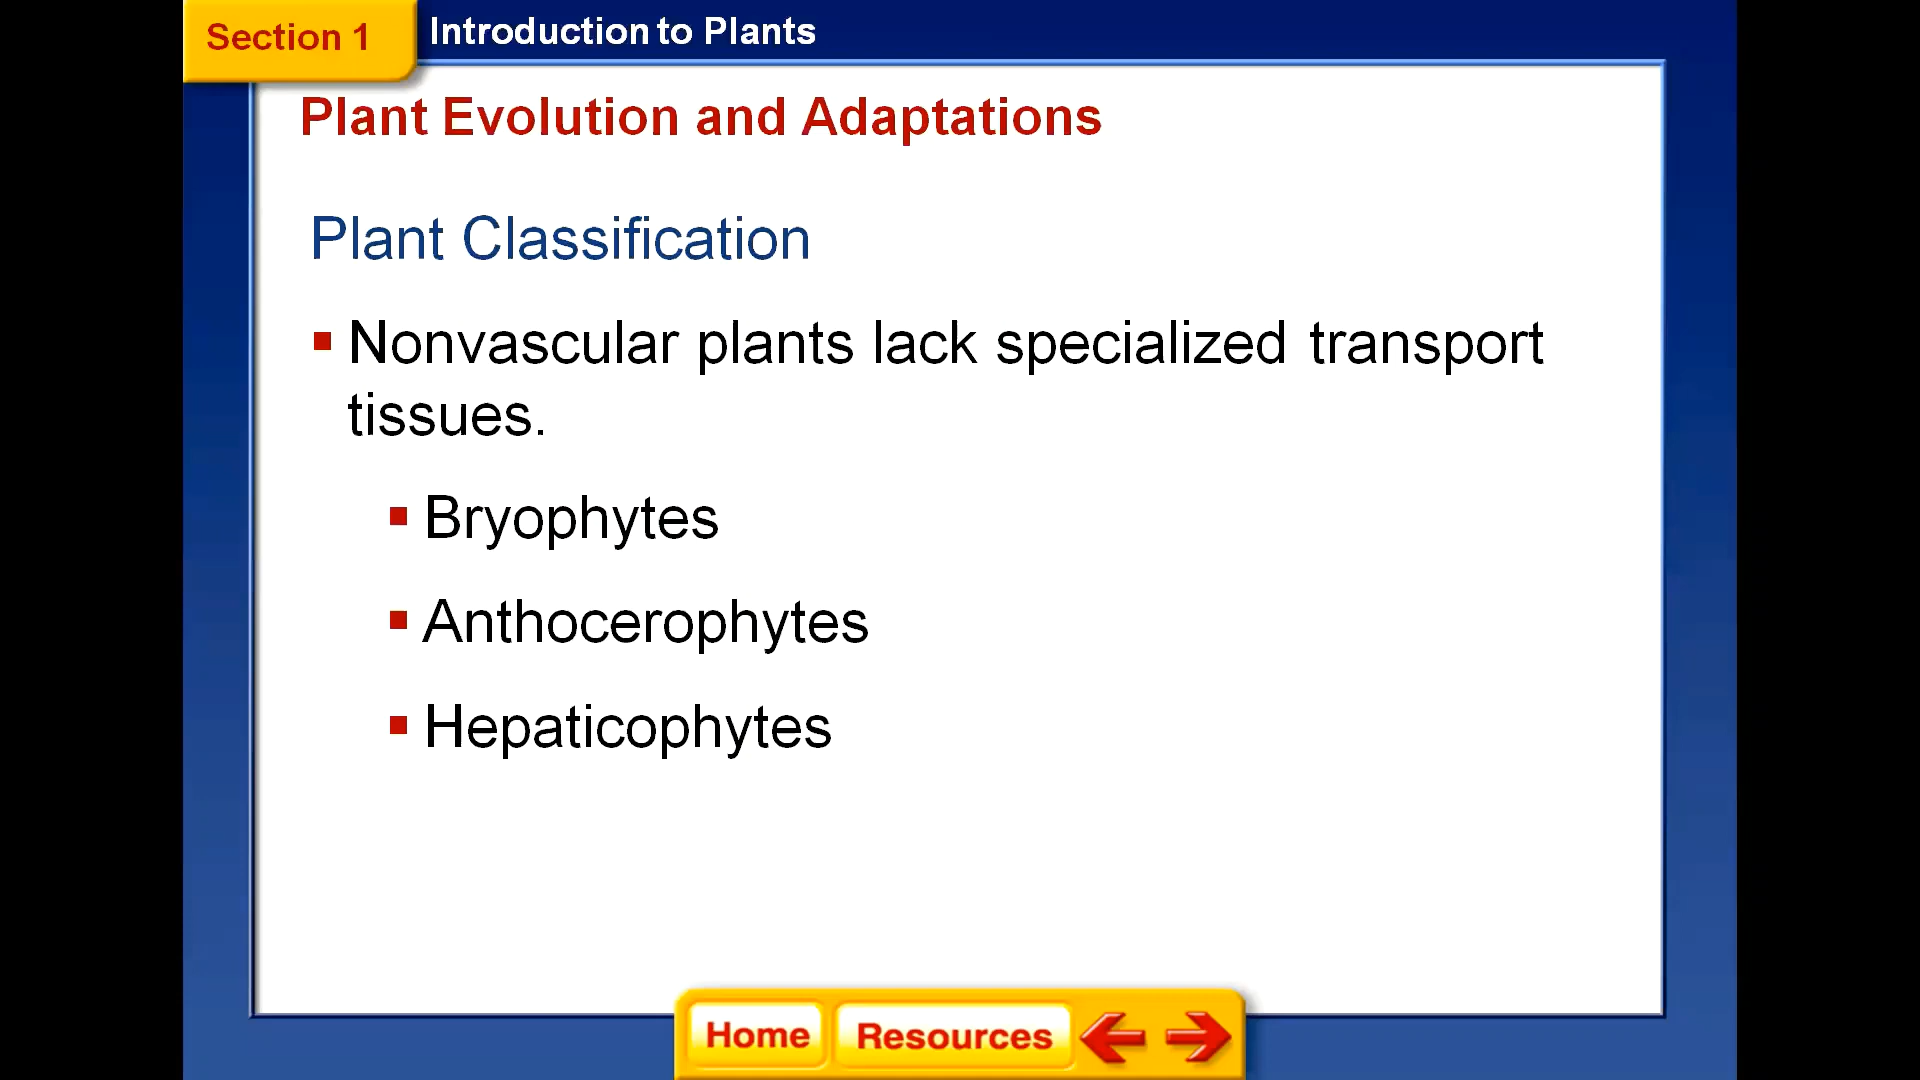 Section 1
Introduction to Plants
Plant Evolution and Adaptations
Plant Classification
Nonvascular plants lack specialized transport
tissues.
Bryophytes
Anthocerophytes
Hepaticophytes
Home
Resources